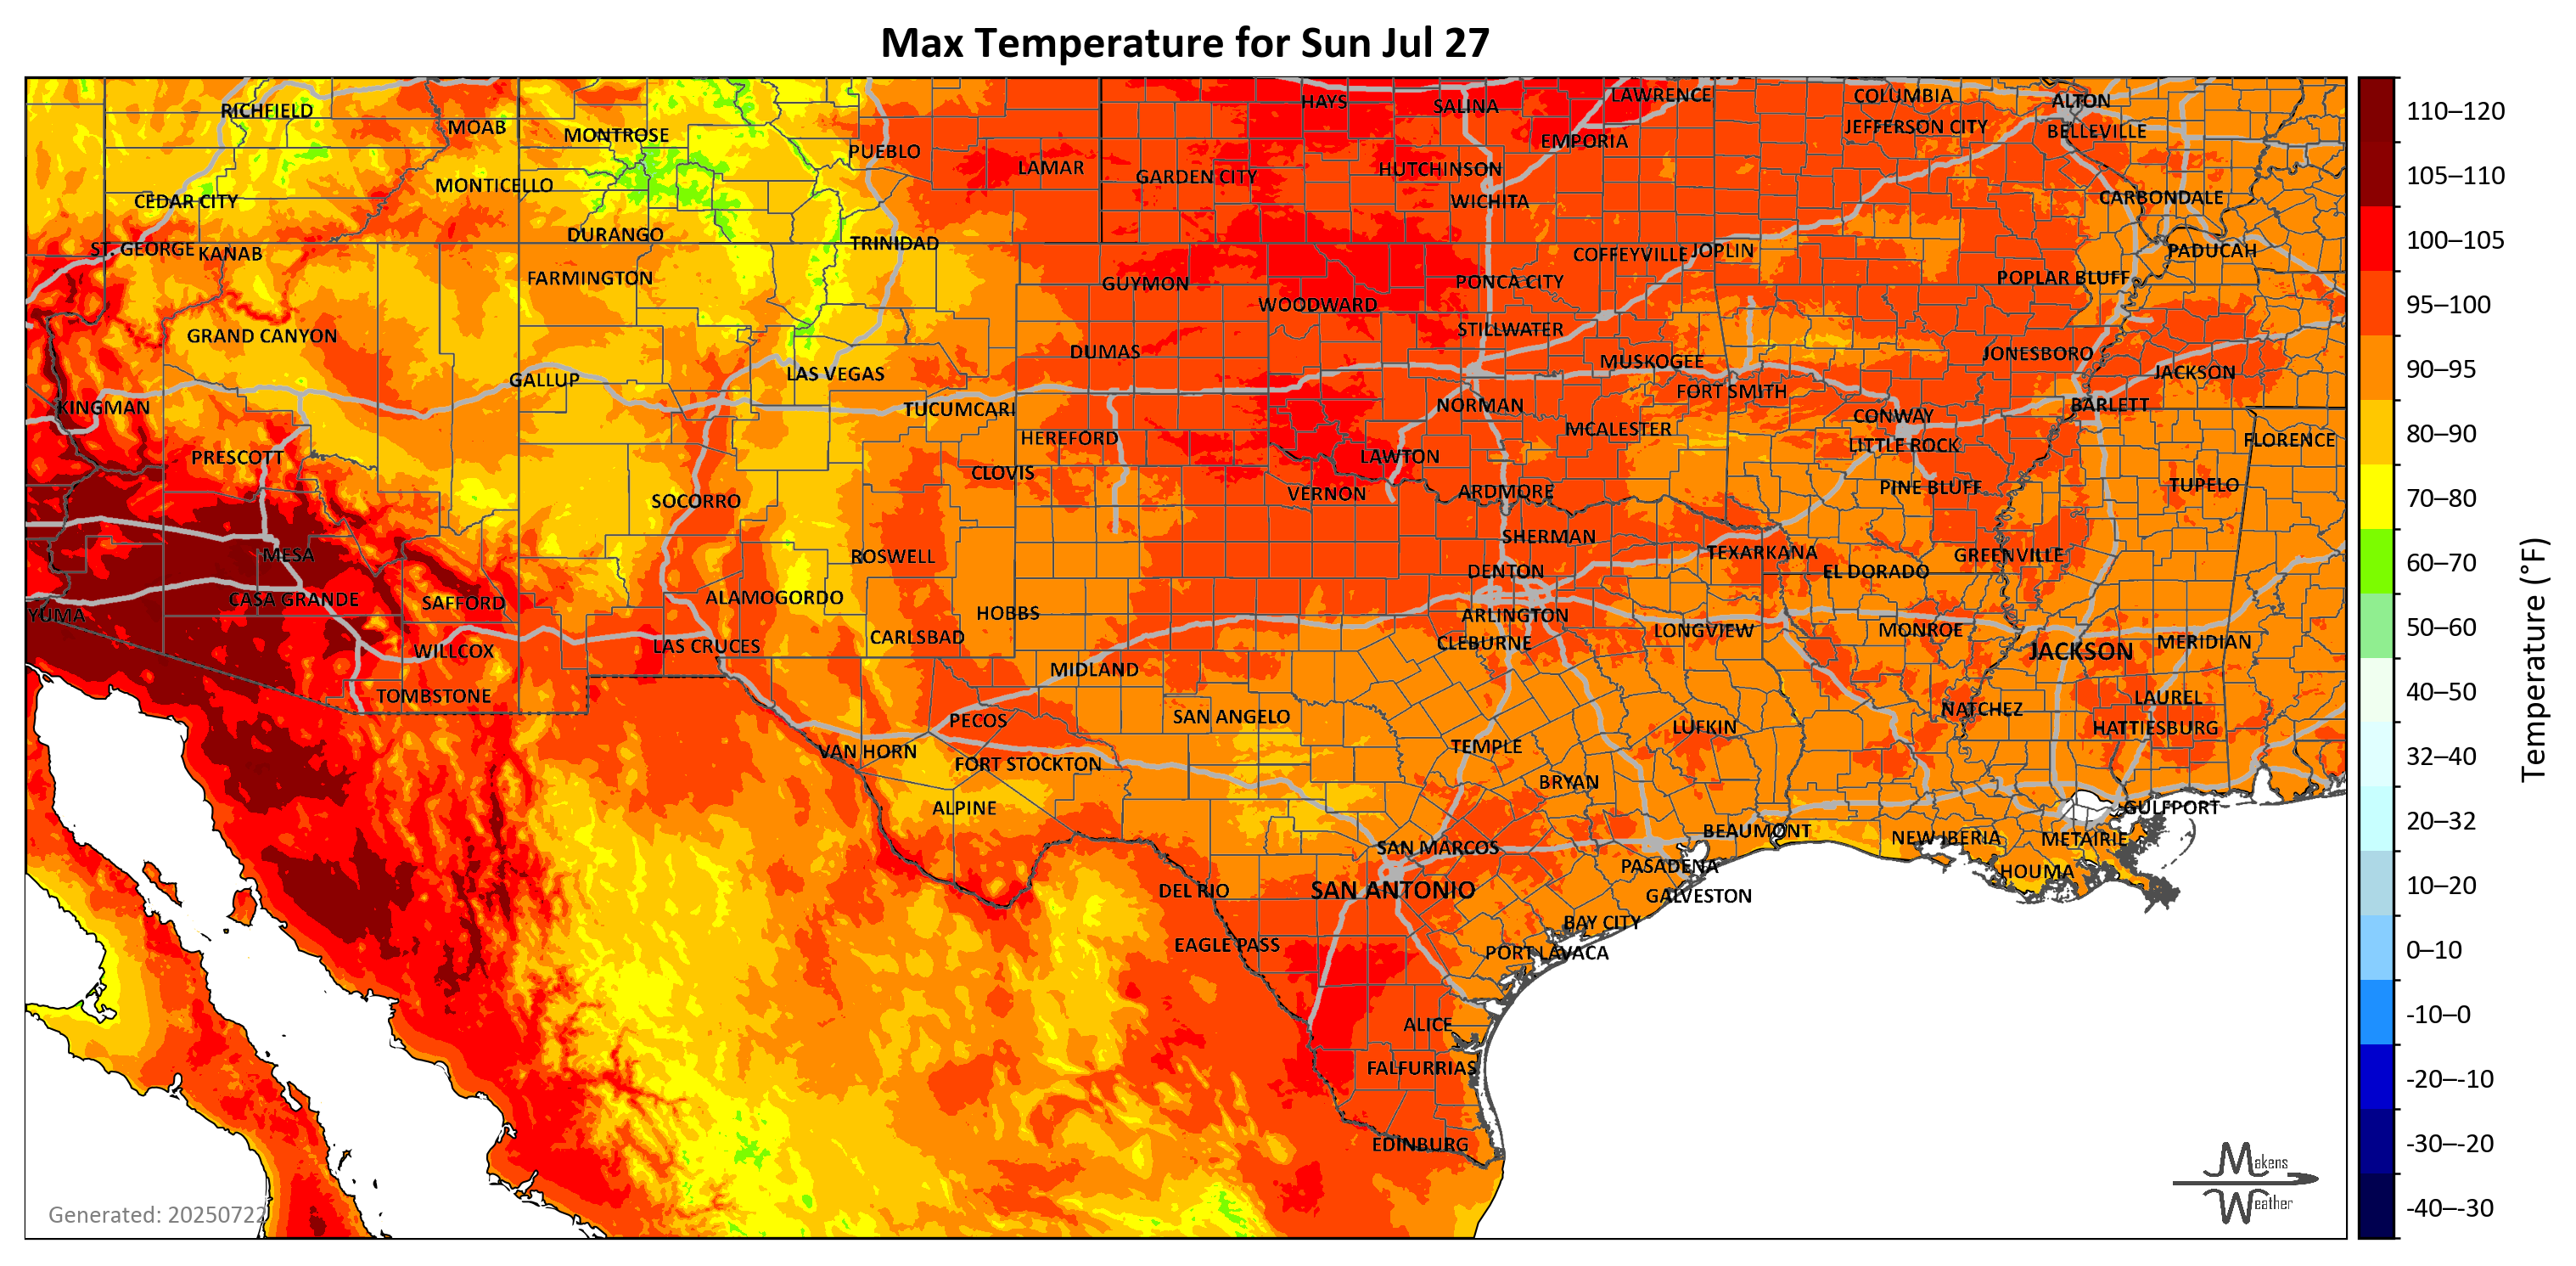 Max Temperature for Sun Jul 27
RICHFIELD
MOAB
MONTROSE
PUEBLO
LAMAR
HAYS
SALINA
LAWRENCE
COLUMBIA
ALTON
EMPORIA
JEFFERSON CITY
BELLEVILLE
CEDAR CITY
MONTICELLO
GARDEN CITY
HUTCHINSON
WICHITA
CARBONDALE
ST. GEORGE
KANAB
DURANGO
TRINIDAD
COFFEYVILLE
JOPLIN
PADUCAH
FARMINGTON
GUYMON
WOODWARD
PONCA CITY
POPLAR BLUFF
GRAND CANYON
STILLWATER
DUMAS
MUSKOGEE
JONESBORO
JACKSON
GALLUP
LAS VEGAS
FORT SMITH
KINGMAN
TUCUMCARI
NORMAN
CONWAY
BARLETT
HEREFORD
MCALESTER
LITTLE ROCK
FLORENCE
PRESCOTT
CLOVIS
LAWTON
SOCORRO
VERNON
ARDMORE
PINE BLUFF
TUPELO
MESA
ROSWELL
SHERMAN
TEXARKANA
GREENVILLE
DENTON
EL DORADO
YUMA
CASA GRANDE
SAFFORD
ALAMOGORDO
HOBBS
ARLINGTON
WILLCOX
LAS CRUCES
CARLSBAD
CLEBURNE
LONGVIEW
MONROE
JACKSON
MERIDIAN
TOMBSTONE
MIDLAND
PECOS
SAN ANGELO
NATCHEZ
LAUREL
VAN HORN
FORT STOCKTON
TEMPLE
LUFKIN
HATTIESBURG
ALPINE
BRYAN
GULFPORT
SAN MARCOS
BEAUMONT
NEW IBERIA
METAIRIE
DEL RIO
SAN ANTONIO
PASADENA
GALVESTON
HOUMA
EAGLE PASS
BAY CITY
PORT LAVACA
ALICE
FALFURRIAS
EDINBURG
Generated: 20250722
Makens
Weather
110–120
105–110
100–105
95–100
90–95
80–90
70–80
60–70
50–60
40–50
32–40
20–32
10–20
0–10
-10–0
-20–-10
-30–-20
-40–-30
Temperature (°F)